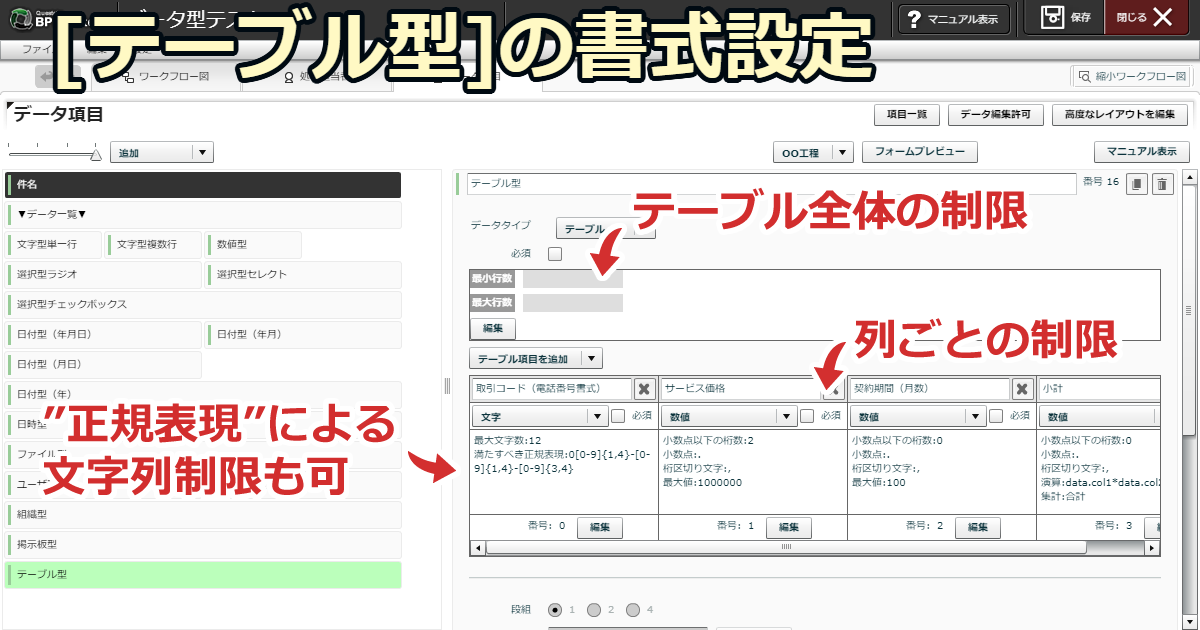 [テーブル型]の書式設定
データ型テス
マニュアル表示
保存
閉じる
ファイ
ワークフロー図
縮小ワークフロー図
データ項目
項目一覧
データ編集許可
高度なレイアウトを編集
追加
○○工程
フォームプレビュー
マニュアル表示
件名
▼データ一覧▼
文字型単一行
文字型複数行
数値型
選択型ラジオ
選択型セレクト
選択型チェックボックス
日付型（年月日）
日付型（年月）
日付型（月日）
日付型（年）
日時型
ファイル型
ユーザ
組織型
掲示板型
テーブル型
”正規表現”による
文字列制限も可
テーブル型
番号 16
データタイプ
テーブル
必須
テーブル全体の制限
最小行数
最大行数
編集
列ごとの制限
テーブル項目を追加
取引コード（電話番号書式）
サービス価格
契約期間（月数）
小計
文字
必須
数値
必須
数値
必須
数値
最大文字数:12
満たすべき正規表現:0[0-9]{1,4}-[0-
9]{1,4}-[0-9]{3,4}
小数点以下の桁数:2
小数点:.
桁区切り文字:,
最大値:1000000
小数点以下の桁数:0
小数点:.
桁区切り文字:,
最大値:100
小数点以下の桁数:0
小数点:.
桁区切り文字:,
演算:data.col1*data.col2
集計:合計
番号: 0
編集
番号: 1
編集
番号: 2
編集
番号: 3
段組
1
2
4